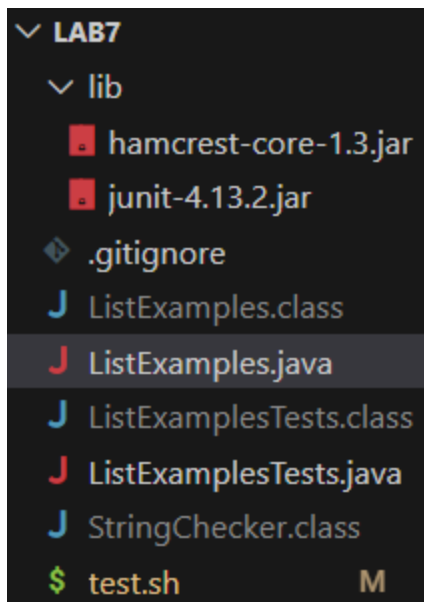 LAB7
lib
hamcrest-core-1.3.jar
junit-4.13.2.jar
.gitignore
J ListExamples.class
J ListExamples.java
J ListExamplesTests.class
J ListExamplesTests.java
J StringChecker.class
$ test.sh M